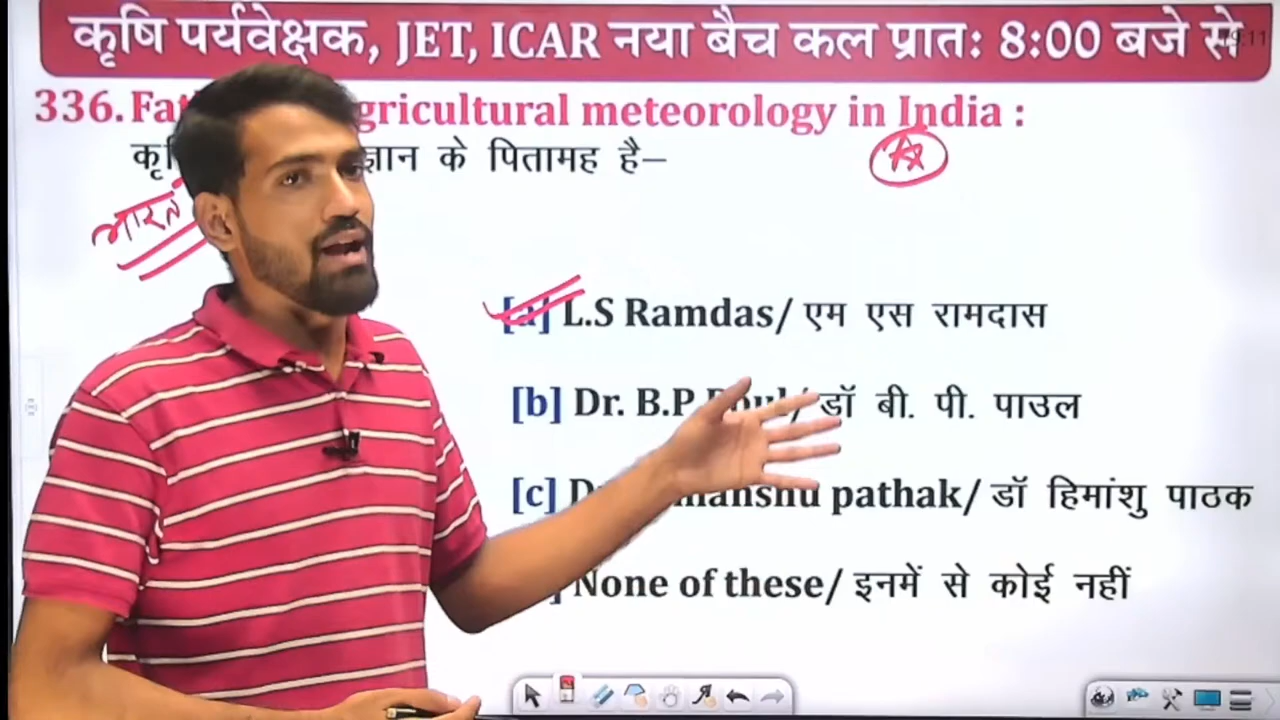 कृषि पर्यवेक्षक, JET, ICAR नया बैच कल प्रातः 8:00 बजे से
336. gricultural meteorology in India :
के पितामह है–
भारत
[a] L.S Ramdas/ एम एस रामदास
[b] Dr. B.P / डॉ बी. पी. पाउल
[c] pathak/ डॉ हिमांशु पाठक
None of these/ इनमें से कोई नहीं